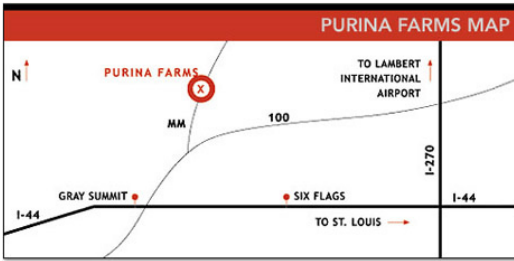 PURINA FARMS MAP
N
PURINA FARMS
X
TO LAMBERT
INTERNATIONAL
AIRPORT
MM
100
I-270
GRAY SUMMIT
SIX FLAGS
I-44
I-44
TO ST. LOUIS